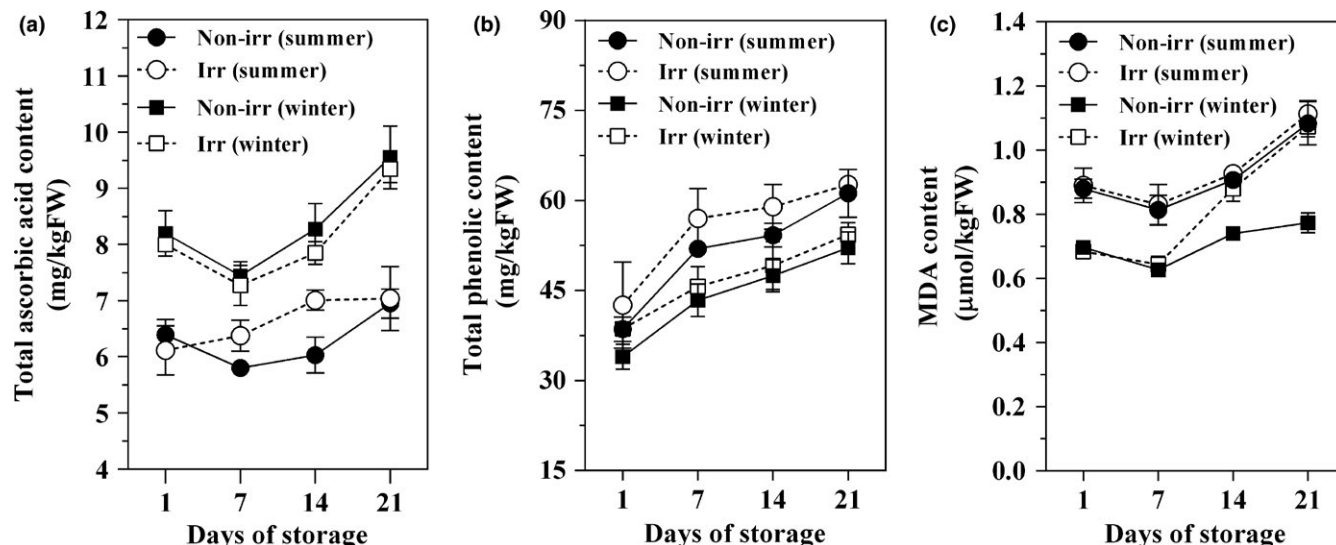 (a)
12
11
10
9
8
7
6
5
4
Total ascorbic acid content
(mg/kgFW)
Non-irr (summer)
Irr (summer)
Non-irr (winter)
Irr (winter)
1 7 14 21
Days of storage
(b)
90
75
60
45
30
15
Total phenolic content
(mg/kgFW)
Non-irr (summer)
Irr (summer)
Non-irr (winter)
Irr (winter)
1 7 14 21
Days of storage
(c)
1.4
1.2
1.0
0.8
0.6
0.4
0.2
0.0
MDA content
(μmol/kgFW)
Non-irr (summer)
Irr (summer)
Non-irr (winter)
Irr (winter)
1 7 14 21
Days of storage